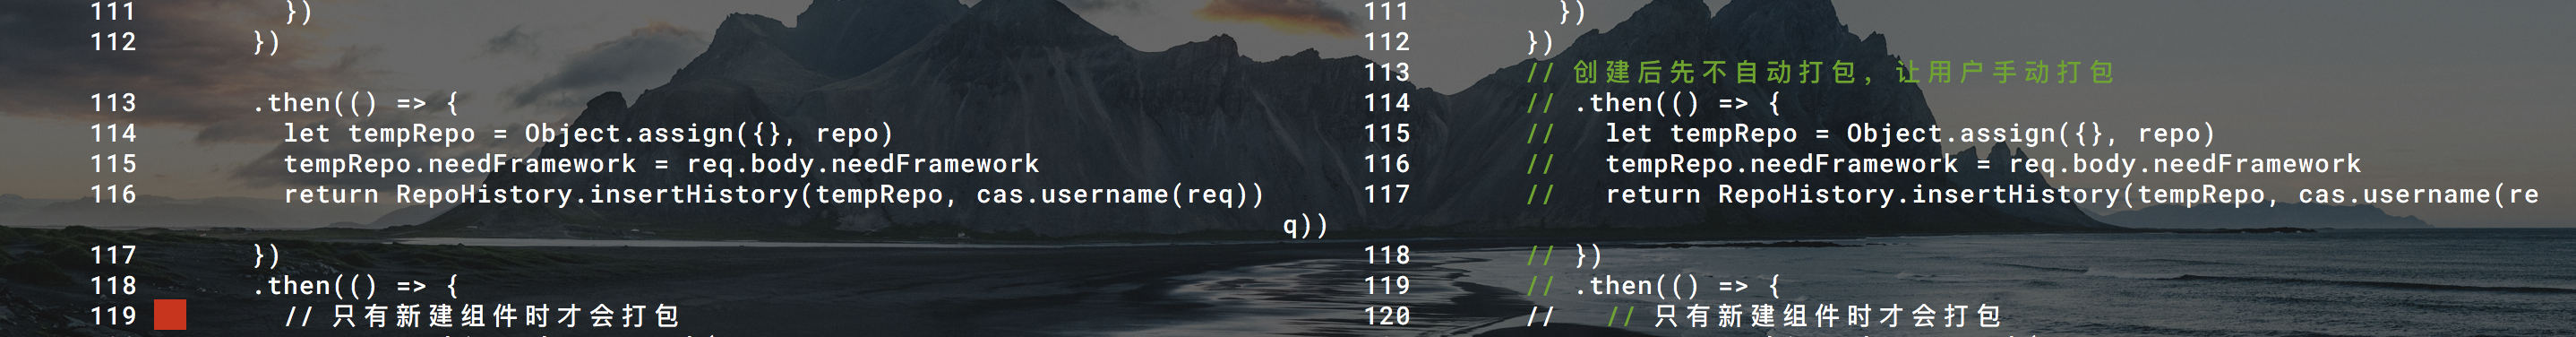 111 })
112 })
113 .then(() => {
114 let tempRepo = Object.assign({}, repo)
115 tempRepo.needFramework = req.body.needFramework
116 return RepoHistory.insertHistory(tempRepo, cas.username(req))
117 })
118 .then(() => {
119 // 只有新建组件时才会打包
111 })
112 })
113 // 创建后先不自动打包，让用户手动打包
114 // .then(() => {
115 // let tempRepo = Object.assign({}, repo)
116 // tempRepo.needFramework = req.body.needFramework
117 // return RepoHistory.insertHistory(tempRepo, cas.username(re
q))
118 // })
119 // .then(() => {
120 // // 只有新建组件时才会打包